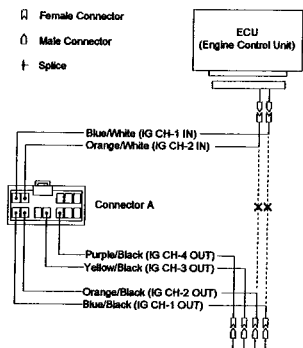 Female Connector
Male Connector
Splice
ECU
(Engine Control Unit)
Blue/White (IG CH-1 IN)
Orange/White (IG CH-2 IN)
Connector A
Purple/Black (IG CH-4 OUT)
Yellow/Black (IG CH-3 OUT)
Orange/Black (IG CH-2 OUT)
Blue/Black (IG CH-1 OUT)